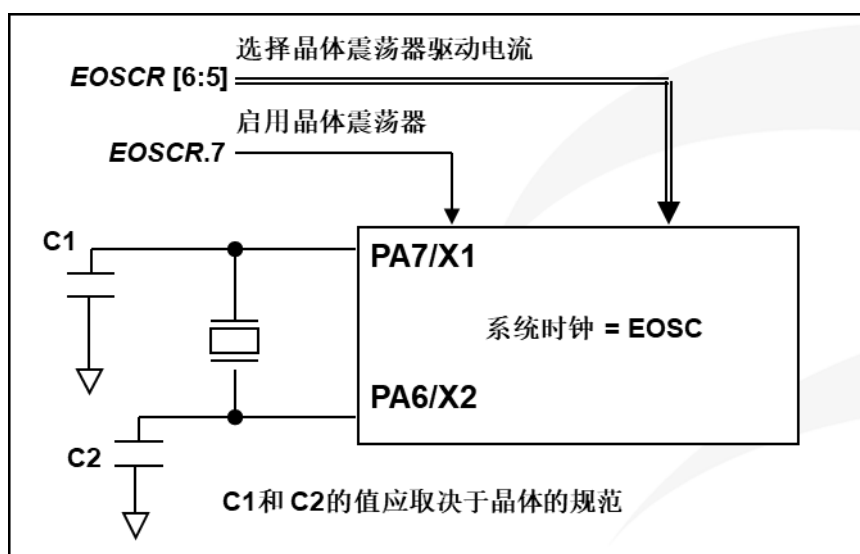 选择晶体震荡器驱动电流
EOSCR [6:5]
启用晶体震荡器
EOSCR.7
C1
PA7/X1
系统时钟 = EOSC
PA6/X2
C2
C1和 C2的值应取决于晶体的规范